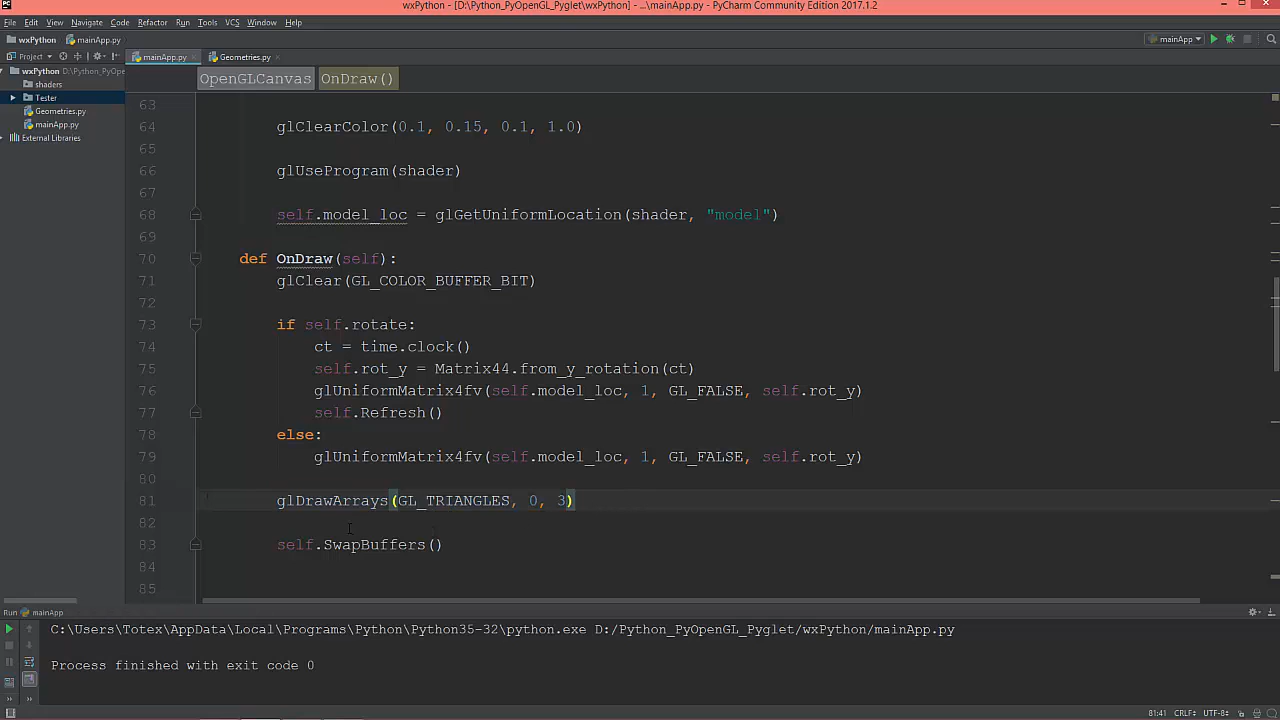 wxPython - [D:\Python_PyOpenGL_Pyglet\wxPython] - ...\mainApp.py - PyCharm Community Edition 2017.1.2
File Edit View Navigate Code Refactor Run Tools VCS Window Help
wxPython mainApp.py mainApp
Project mainApp.py Geometries.py
wxPython D:\Python_PyOpe
shaders
Tester
Geometries.py
mainApp.py
External Libraries
OpenGLCanvas OnDraw()
63
64 glClearColor(0.1, 0.15, 0.1, 1.0)
65
66 glUseProgram(shader)
67
68 self.model_loc = glGetUniformLocation(shader, "model")
69
70 def OnDraw(self):
71 glClear(GL_COLOR_BUFFER_BIT)
72
73 if self.rotate:
74 ct = time.clock()
75 self.rot_y = Matrix44.from_y_rotation(ct)
76 glUniformMatrix4fv(self.model_loc, 1, GL_FALSE, self.rot_y)
77 self.Refresh()
78 else:
79 glUniformMatrix4fv(self.model_loc, 1, GL_FALSE, self.rot_y)
80
81 glDrawArrays(GL_TRIANGLES, 0, 3)
82
83 self.SwapBuffers()
84
85
Run mainApp
C:\Users\Totex\AppData\Local\Programs\Python\Python35-32\python.exe D:/Python_PyOpenGL_Pyglet/wxPython/mainApp.py
Process finished with exit code 0
81:41 CRLF÷ UTF-8÷